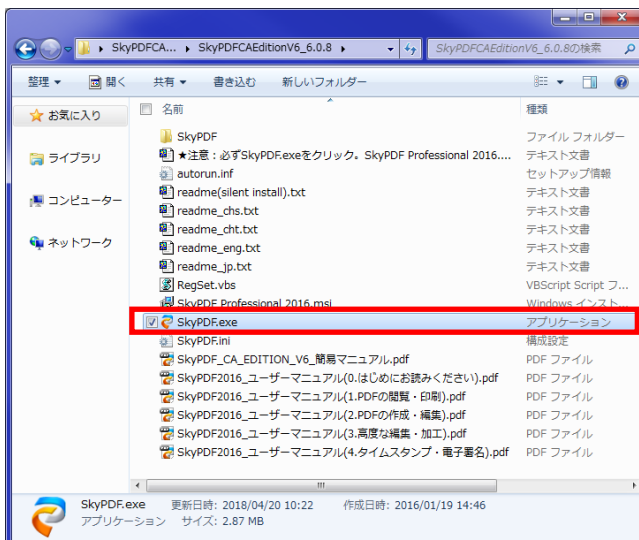 SkyPDFCA... SkyPDFCAEditionV6_6.0.8 SkyPDFCAEditionV6_6.0.8の検索
整理 開く 共有 書き込む 新しいフォルダー
お気に入り
ライブラリ
コンピューター
ネットワーク
名前 種類
SkyPDF ファイル フォルダー
★注意：必ずSkyPDF.exeをクリック。SkyPDF Professional 2016.... テキスト文書
autorun.inf セットアップ情報
readme(silent install).txt テキスト文書
readme_chs.txt テキスト文書
readme_cht.txt テキスト文書
readme_eng.txt テキスト文書
readme_jp.txt テキスト文書
RegSet.vbs VBScript Script フ...
SkyPDF Professional 2016.msi Windows インスト...
SkyPDF.exe アプリケーション
SkyPDF.ini 構成設定
SkyPDF_CA_EDITION_V6_簡易マニュアル.pdf PDF ファイル
SkyPDF2016_ユーザーマニュアル(0.はじめにお読みください).pdf PDF ファイル
SkyPDF2016_ユーザーマニュアル(1.PDFの閲覧・印刷).pdf PDF ファイル
SkyPDF2016_ユーザーマニュアル(2.PDFの作成・編集).pdf PDF ファイル
SkyPDF2016_ユーザーマニュアル(3.高度な編集・加工).pdf PDF ファイル
SkyPDF2016_ユーザーマニュアル(4.タイムスタンプ・電子署名).pdf PDF ファイル
SkyPDF.exe 更新日時: 2018/04/20 10:22 作成日時: 2016/01/19 14:46
アプリケーション サイズ: 2.87 MB